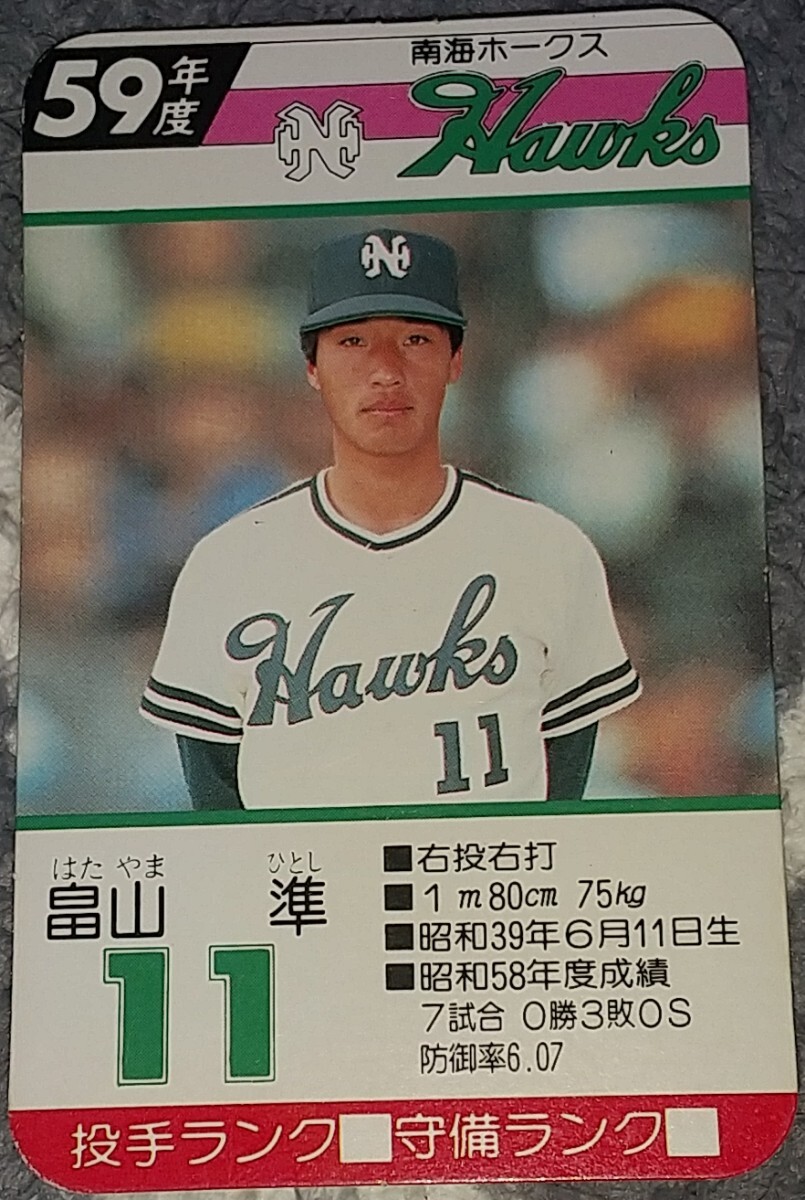 59年度
南海ホークス
NH
Hawks
NH
Hawks
11
はた やま ひとし
畠山 準
11
■右投右打
■1m80cm 75kg
■昭和39年6月11日生
■昭和58年度成績
7試合 0勝3敗0S
防御率6.07
投手ランク□守備ランク□